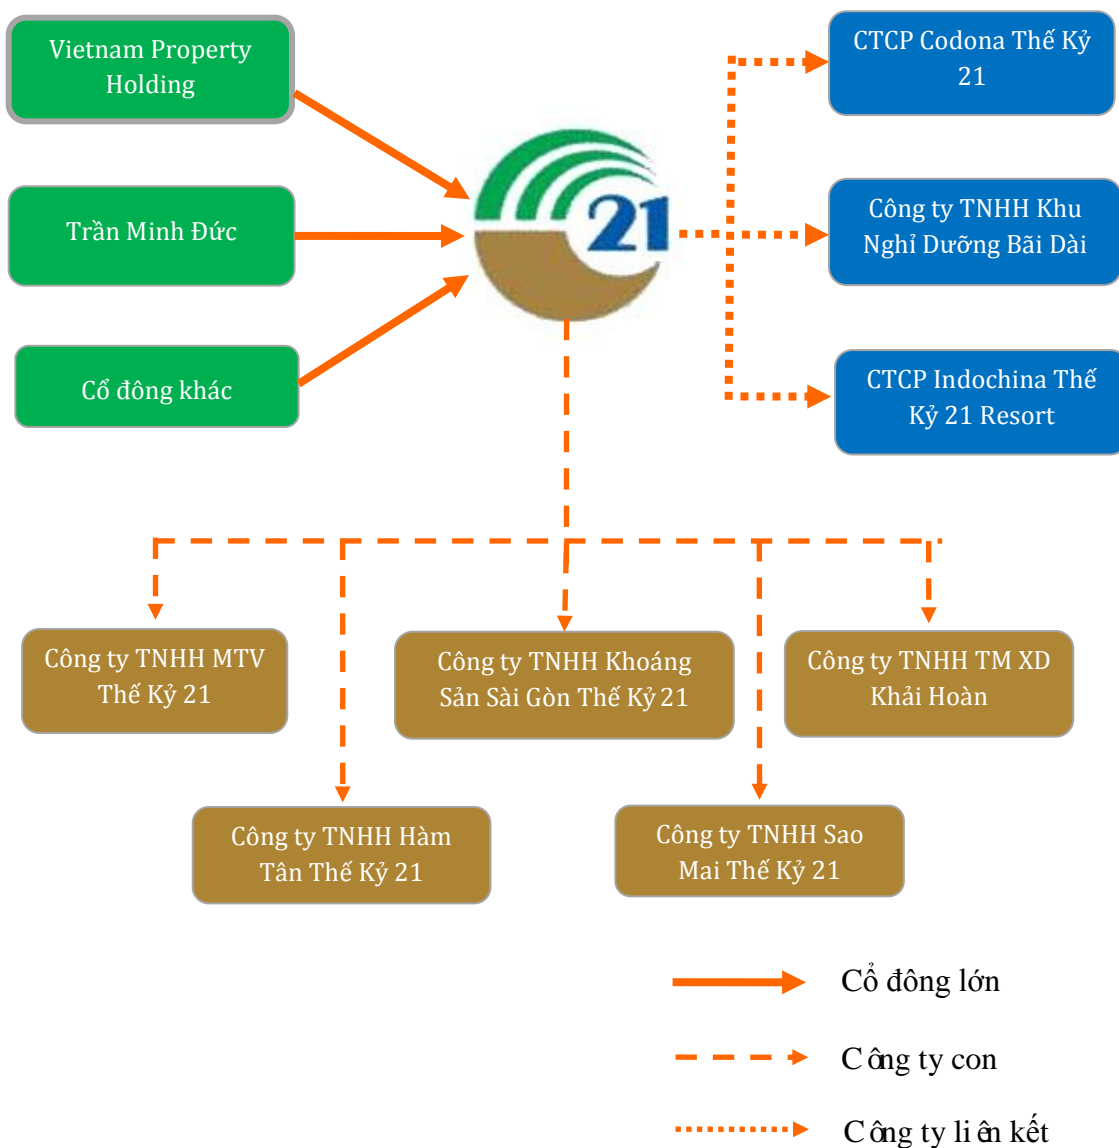 Vietnam Property
Holding
Trần Minh Đức
Cổ đông khác
21
CTCP Codona Thế Kỷ
21
Công ty TNHH Khu
Nghỉ Dưỡng Bãi Dài
CTCP Indochina Thế
Kỷ 21 Resort
Công ty TNHH MTV
Thế Kỷ 21
Công ty TNHH Khoáng
Sản Sài Gòn Thế Kỷ 21
Công ty TNHH TM XD
Khải Hoàn
Công ty TNHH Hàm
Tân Thế Kỷ 21
Công ty TNHH Sao
Mai Thế Kỷ 21
Cổ đông lớn
Công ty con
Công ty liên kết